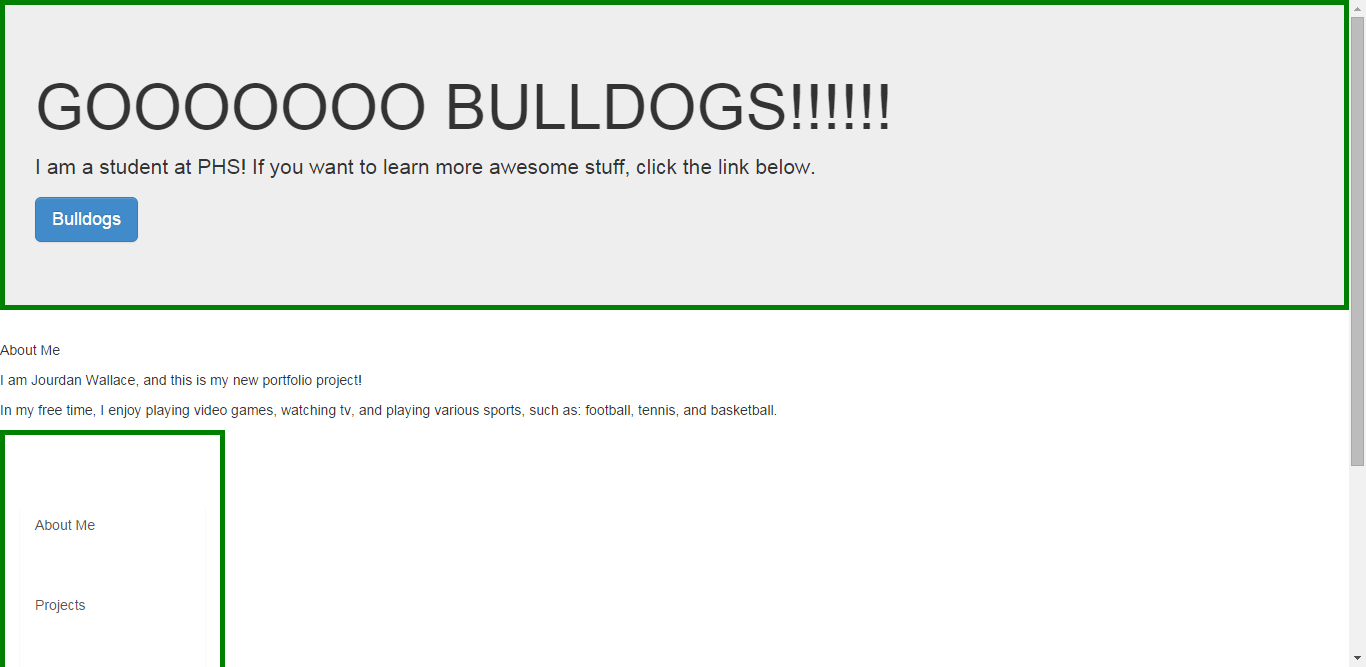 GOOOOOOO BULLDOGS!!!!!!
I am a student at PHS! If you want to learn more awesome stuff, click the link below.
Bulldogs
About Me
I am Jourdan Wallace, and this is my new portfolio project!
In my free time, I enjoy playing video games, watching tv, and playing various sports, such as: football, tennis, and basketball.
About Me
Projects